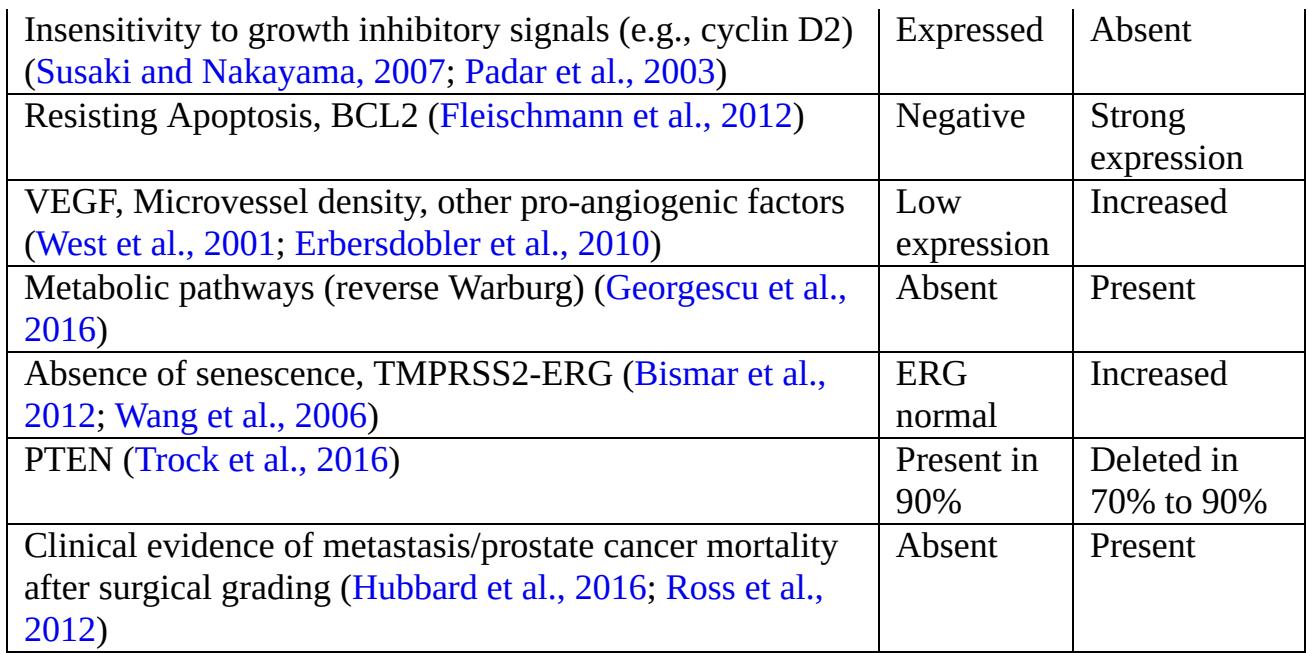 Insensitivity to growth inhibitory signals (e.g., cyclin D2) Expressed Absent
(Susaki and Nakayama, 2007; Padar et al., 2003)
Resisting Apoptosis, BCL2 (Fleischmann et al., 2012) Negative Strong
expression
VEGF, Microvessel density, other pro-angiogenic factors Low Increased
(West et al., 2001; Erbersdobler et al., 2010) expression
Metabolic pathways (reverse Warburg) (Georgescu et al., Absent Present
2016)
Absence of senescence, TMPRSS2-ERG (Bismar et al., ERG Increased
2012; Wang et al., 2006) normal
PTEN (Trock et al., 2016) Present in Deleted in
90% 70% to 90%
Clinical evidence of metastasis/prostate cancer mortality Absent Present
after surgical grading (Hubbard et al., 2016; Ross et al.,
2012)